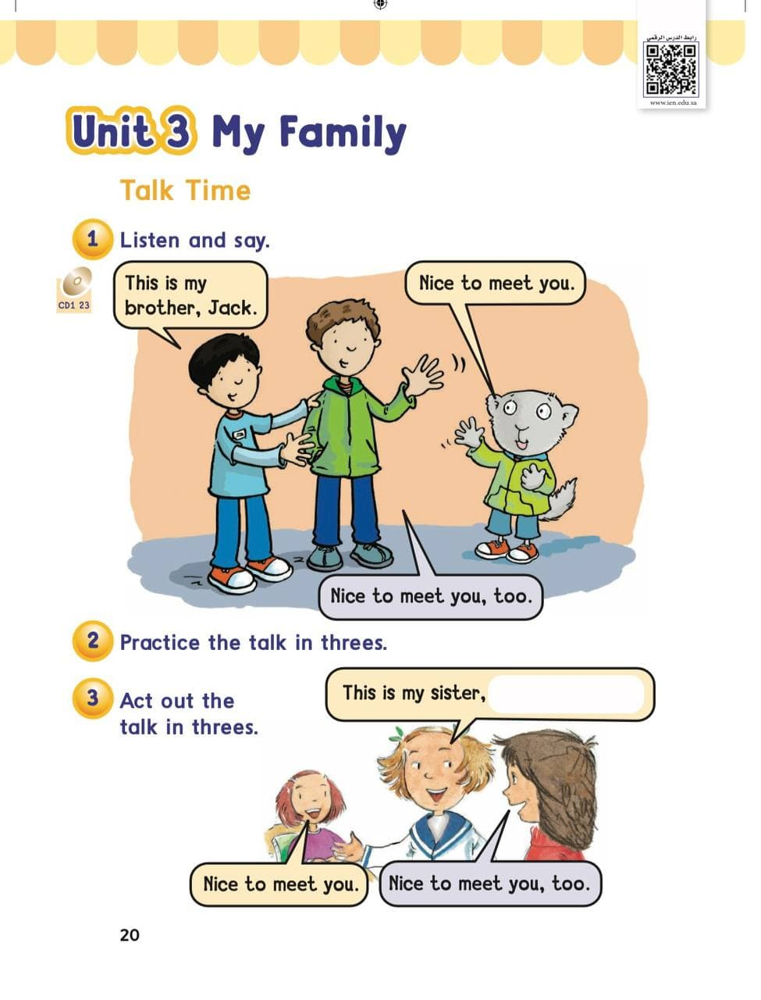 رابط الدرس الرقمي
www.ien.edu.sa
Unit 3 My Family
Talk Time
1 Listen and say.
CD1 23
This is my
brother, Jack.
Nice to meet you.
Nice to meet you, too.
2 Practice the talk in threes.
3 Act out the
talk in threes.
This is my sister,
Nice to meet you.
Nice to meet you, too.
20